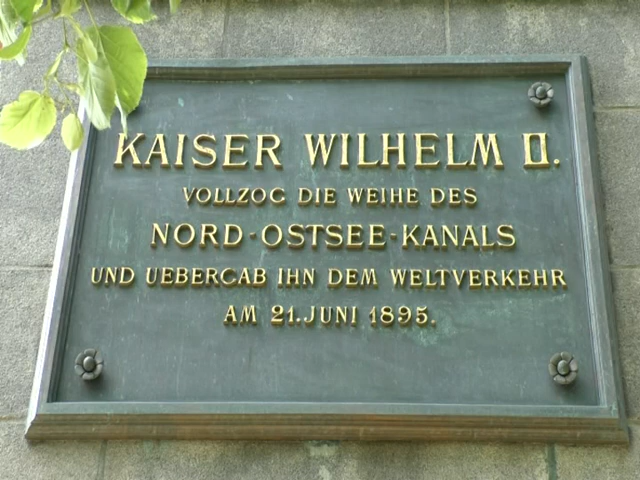 KAISER WILHELM II.
VOLLZOG DIE WEIHE DES
NORD-OSTSEE-KANALS
UND UEBERGAB IHN DEM WELTVERKEHR
AM 21. JUNI 1895.